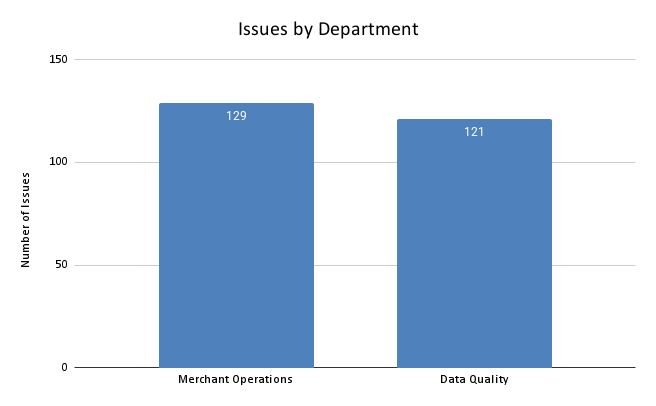 Issues by Department
150
100
50
0
Number of Issues
129
121
Merchant Operations
Data Quality